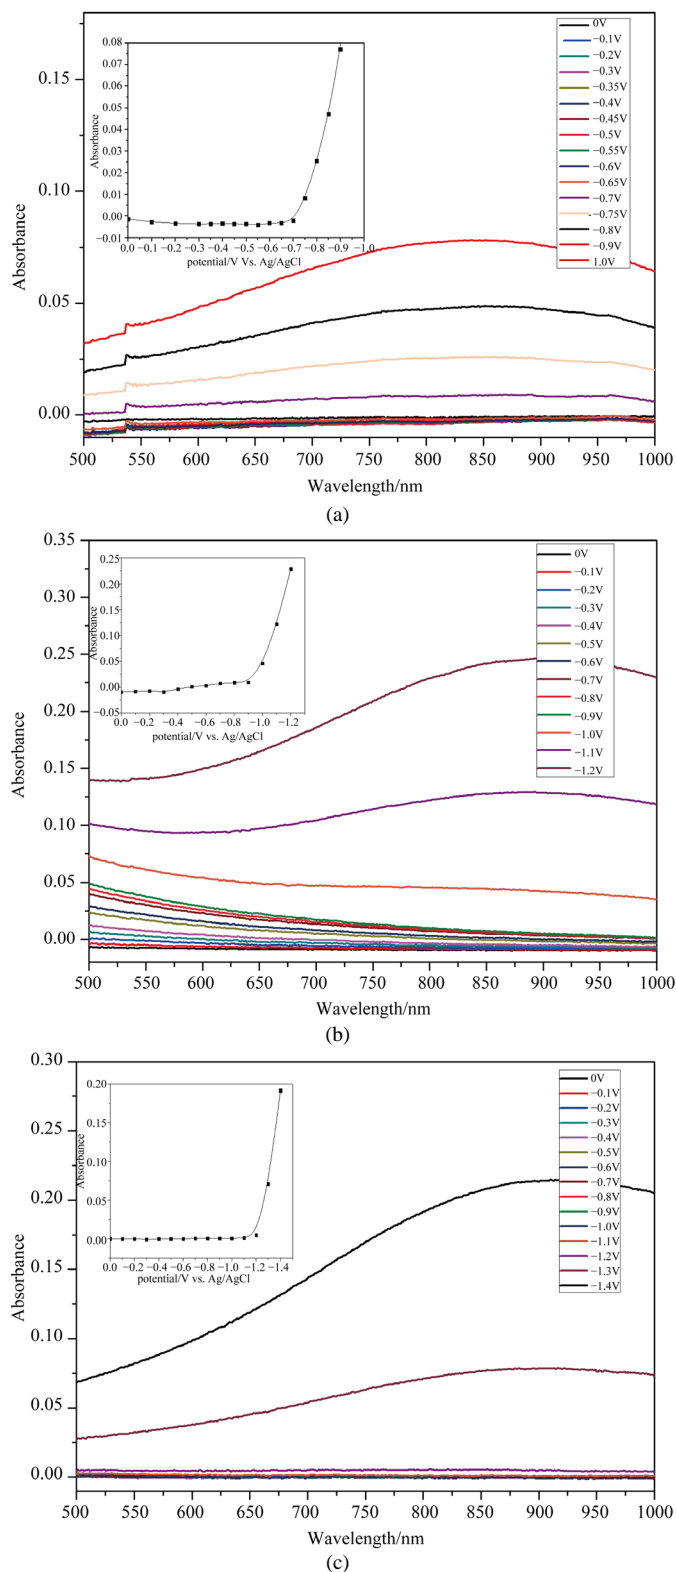 0.15
0.10
0.05
0.00
Absorbance
0.08
0.07
0.06
0.05
0.04
0.03
0.02
0.01
0.00
−0.01
Absorbance
0.0 −0.1 −0.2 −0.3 −0.4 −0.5 −0.6 −0.7 −0.8 −0.9 −1.0
potential/V Vs. Ag/AgCl
0V
−0.1V
−0.2V
−0.3V
−0.35V
−0.4V
−0.45V
−0.5V
−0.55V
−0.6V
−0.65V
−0.7V
−0.75V
−0.8V
−0.9V
1.0V
500 550 600 650 700 750 800 850 900 950 1000
Wavelength/nm
(a)
0.35
0.30
0.25
0.20
0.15
0.10
0.05
0.00
Absorbance
0.25
0.20
0.15
0.10
0.05
0.00
−0.05
Absorbance
0.0 −0.2 −0.4 −0.6 −0.8 −1.0 −1.2
potential/V vs. Ag/AgCl
0V
−0.1V
−0.2V
−0.3V
−0.4V
−0.5V
−0.6V
−0.7V
−0.8V
−0.9V
−1.0V
−1.1V
−1.2V
500 550 600 650 700 750 800 850 900 950 1000
Wavelength/nm
(b)
0.30
0.25
0.20
0.15
0.10
0.05
0.00
Absorbance
0.20
0.15
0.10
0.05
0.00
Absorbance
0.0 −0.2 −0.4 −0.6 −0.8 −1.0 −1.2 −1.4
potential/V vs. Ag/AgCl
0V
−0.1V
−0.2V
−0.3V
−0.4V
−0.5V
−0.6V
−0.7V
−0.8V
−0.9V
−1.0V
−1.1V
−1.2V
−1.3V
−1.4V
500 550 600 650 700 750 800 850 900 950 1000
Wavelength/nm
(c)